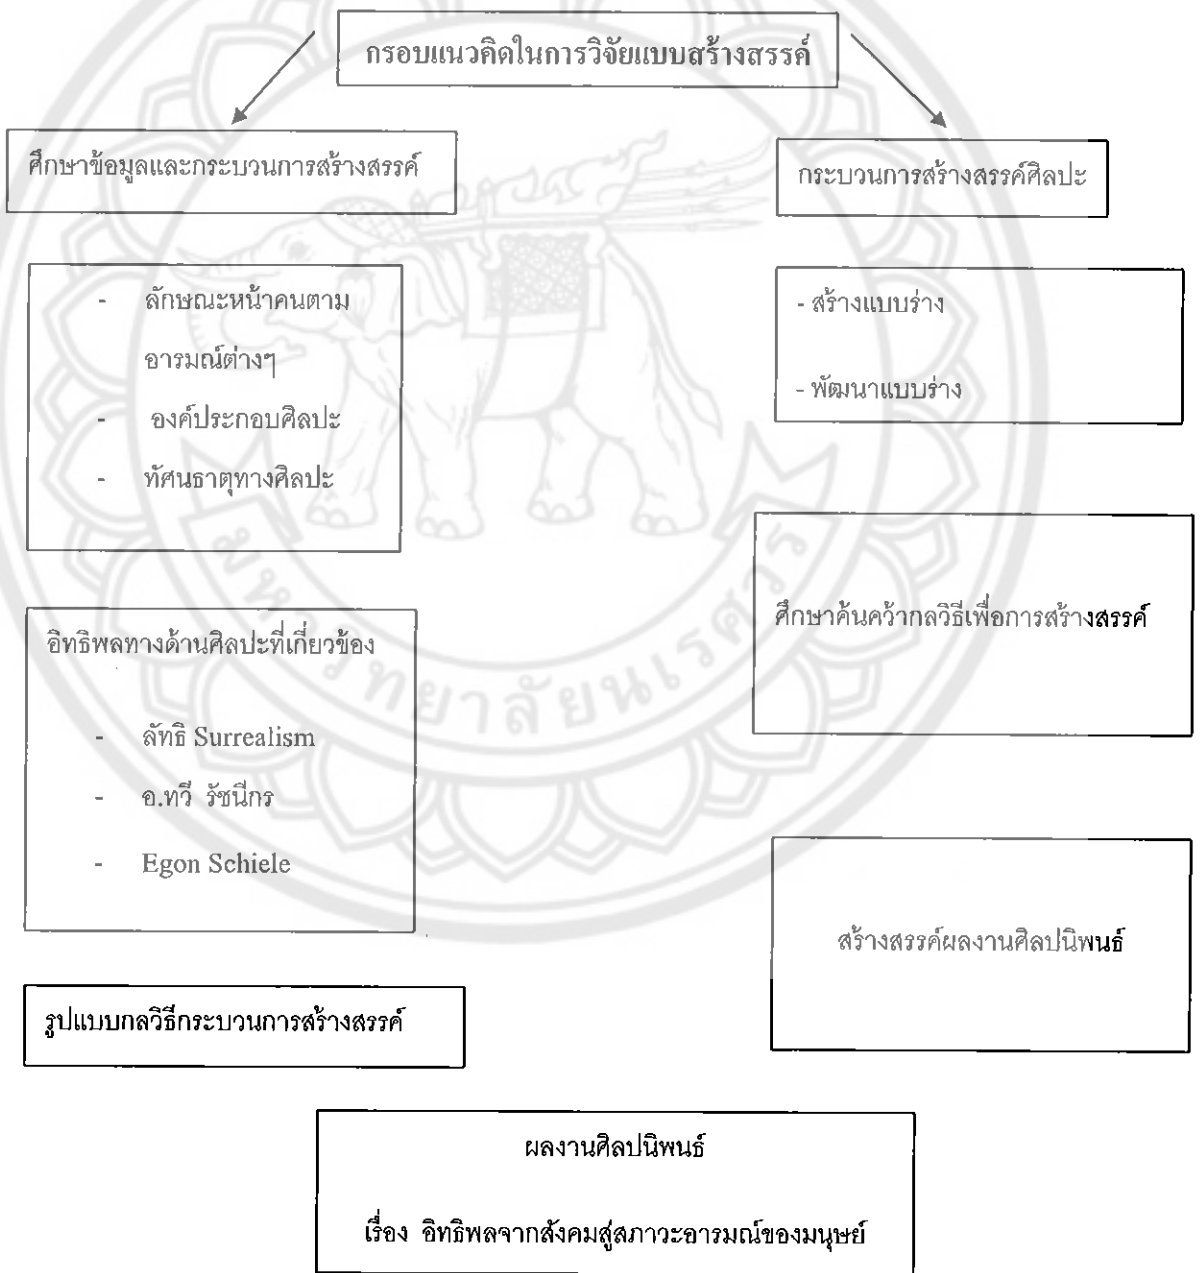 กรอบแนวคิดในการวิจัยแบบสร้างสรรค์
ศึกษาข้อมูลและกระบวนการสร้างสรรค์
- ลักษณะหน้าคนตาม
อารมณ์ต่างๆ
- องค์ประกอบศิลปะ
- ทัศนธาตุทางศิลปะ
อิทธิพลทางด้านศิลปะที่เกี่ยวข้อง
- ลัทธิ Surrealism
- อ.ทวี รัชนีกร
- Egon Schiele
รูปแบบกลวิธีกระบวนการสร้างสรรค์
กระบวนการสร้างสรรค์ศิลปะ
- สร้างแบบร่าง
- พัฒนาแบบร่าง
ศึกษาค้นคว้ากลวิธีเพื่อการสร้างสรรค์
สร้างสรรค์ผลงานศิลปนิพนธ์
ผลงานศิลปนิพนธ์
เรื่อง อิทธิพลจากสังคมสู่สภาวะอารมณ์ของมนุษย์
มหาวิทยาลัยนเรศวร